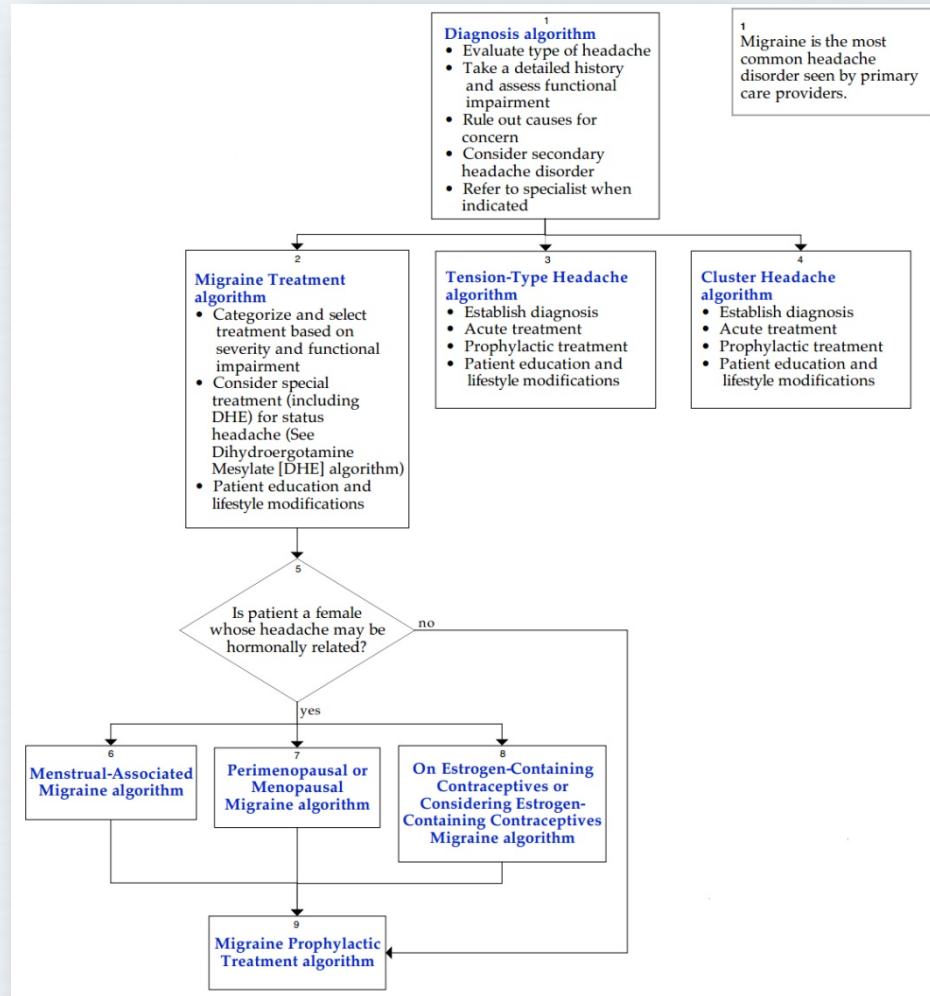 1
Diagnosis algorithm
• Evaluate type of headache
• Take a detailed history
and assess functional
impairment
• Rule out causes for
concern
• Consider secondary
headache disorder
• Refer to specialist when
indicated
1
Migraine is the most
common headache
disorder seen by primary
care providers.
2
Migraine Treatment
algorithm
• Categorize and select
treatment based on
severity and functional
impairment
• Consider special
treatment (including
DHE) for status
headache (See
Dihydroergotamine
Mesylate [DHE] algorithm)
• Patient education and
lifestyle modifications
3
Tension-Type Headache
algorithm
• Establish diagnosis
• Acute treatment
• Prophylactic treatment
• Patient education and
lifestyle modifications
4
Cluster Headache
algorithm
• Establish diagnosis
• Acute treatment
• Prophylactic treatment
• Patient education and
lifestyle modifications
5
Is patient a female
whose headache may be
hormonally related?
no
yes
6
Menstrual-Associated
Migraine algorithm
7
Perimenopausal or
Menopausal
Migraine algorithm
8
On Estrogen-Containing
Contraceptives or
Considering Estrogen-
Containing Contraceptives
Migraine algorithm
9
Migraine Prophylactic
Treatment algorithm